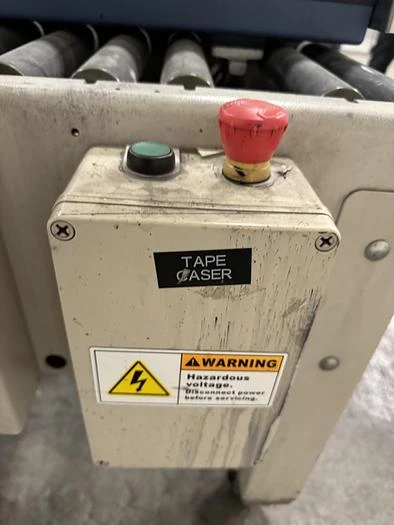 TAPE
CASER
WARNING
Hazardous
voltage.
Disconnect power
before servicing.